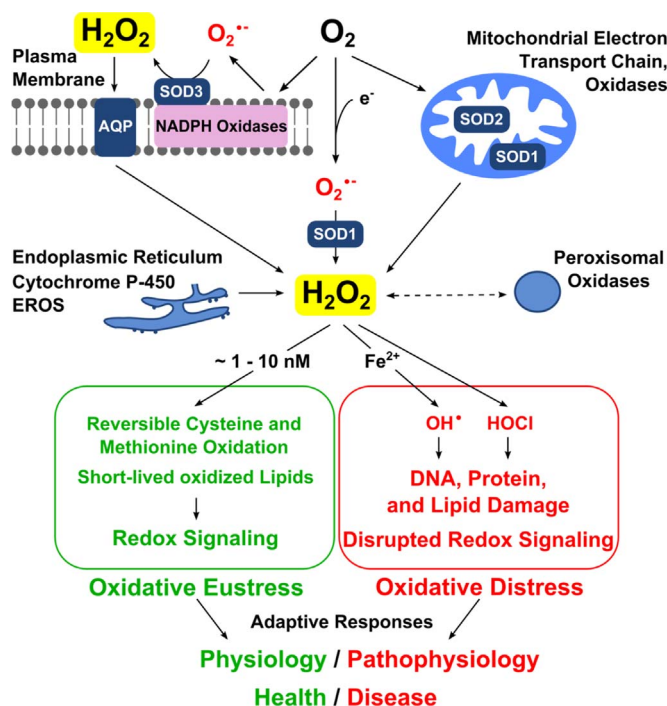 H2O2
O2•-
O2
Plasma
Membrane
Mitochondrial Electron
Transport Chain,
Oxidases
SOD3
AQP
NADPH Oxidases
e-
SOD2
SOD1
O2•-
SOD1
Endoplasmic Reticulum
Cytochrome P-450
EROS
H2O2
Peroxisomal
Oxidases
~ 1 - 10 nM
Fe2+
Reversible Cysteine and
Methionine Oxidation
Short-lived oxidized Lipids
Redox Signaling
OH•
HOCl
DNA, Protein,
and Lipid Damage
Disrupted Redox Signaling
Oxidative Eustress
Oxidative Distress
Adaptive Responses
Physiology / Pathophysiology
Health / Disease